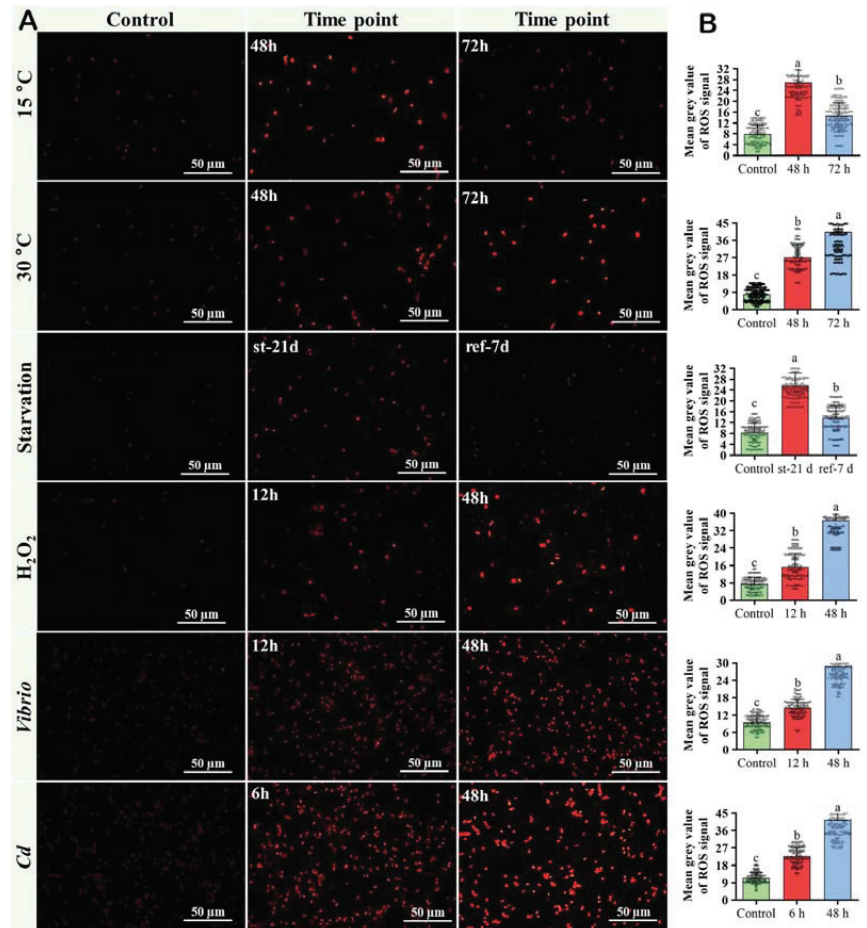 A Control Time point Time point B
15 °C
48h 72h
50 µm 50 µm 50 µm
Mean grey value
of ROS signal
32
28
24
20
16
12
8
4
0
c a b
Control 48 h 72 h
30 °C
48h 72h
50 µm 50 µm 50 µm
Mean grey value
of ROS signal
45
36
27
18
9
0
c b a
Control 48 h 72 h
Starvation
st-21d ref-7d
50 µm 50 µm 50 µm
Mean grey value
of ROS signal
32
28
24
20
16
12
8
4
0
c a b
Control st-21 d ref-7 d
H₂O₂
12h 48h
50 µm 50 µm 50 µm
Mean grey value
of ROS signal
40
32
24
16
8
0
c b a
Control 12 h 48 h
Vibrio
12h 48h
50 µm 50 µm 50 µm
Mean grey value
of ROS signal
30
24
18
12
6
0
c b a
Control 12 h 48 h
Cd
6h 48h
50 µm 50 µm 50 µm
Mean grey value
of ROS signal
45
36
27
18
9
0
c b a
Control 6 h 48 h